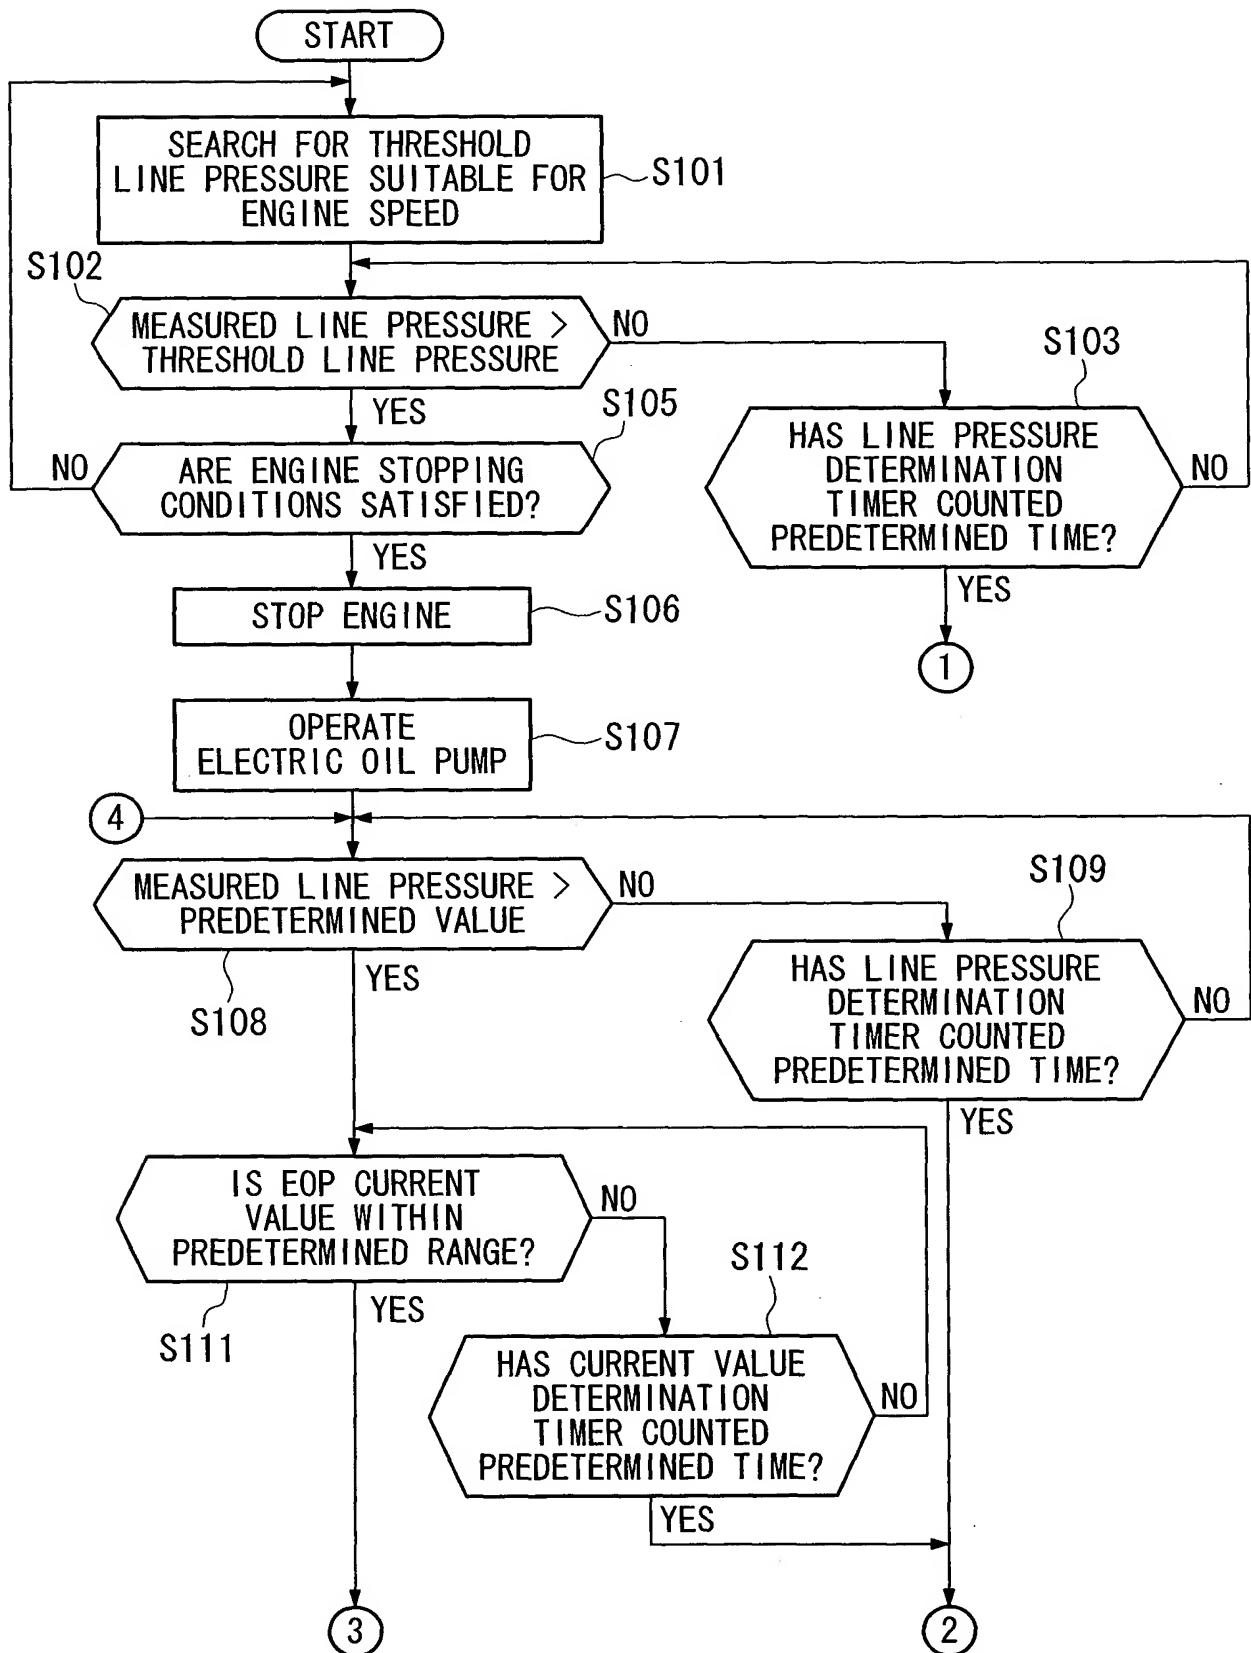 START
SEARCH FOR THRESHOLD
LINE PRESSURE SUITABLE FOR
ENGINE SPEED
S101
S102
MEASURED LINE PRESSURE >
THRESHOLD LINE PRESSURE
NO
YES
S103
HAS LINE PRESSURE
DETERMINATION
TIMER COUNTED
PREDETERMINED TIME?
NO
YES
1
S105
ARE ENGINE STOPPING
CONDITIONS SATISFIED?
NO
YES
STOP ENGINE
S106
OPERATE
ELECTRIC OIL PUMP
S107
4
MEASURED LINE PRESSURE >
PREDETERMINED VALUE
NO
YES
S108
S109
HAS LINE PRESSURE
DETERMINATION
TIMER COUNTED
PREDETERMINED TIME?
NO
YES
IS EOP CURRENT
VALUE WITHIN
PREDETERMINED RANGE?
NO
YES
S111
S112
HAS CURRENT VALUE
DETERMINATION
TIMER COUNTED
PREDETERMINED TIME?
NO
YES
3
2